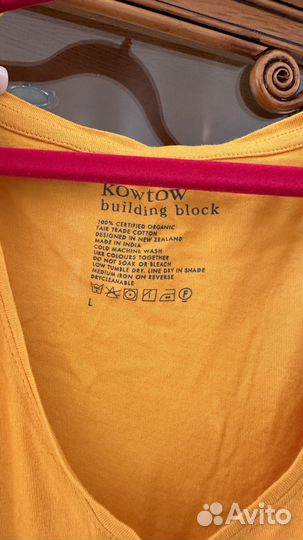 kowtow
building block
100% CERTIFIED ORGANIC
FAIR TRADE COTTON
DESIGNED IN NEW ZEALAND
MADE IN INDIA
COLD MACHINE WASH
LIKE COLOURS TOGETHER
DO NOT SOAK OR BLEACH
LOW TUMBLE DRY. LINE DRY IN SHADE
MEDIUM IRON ON REVERSE
DRYCLEANABLE
F
L
Avito